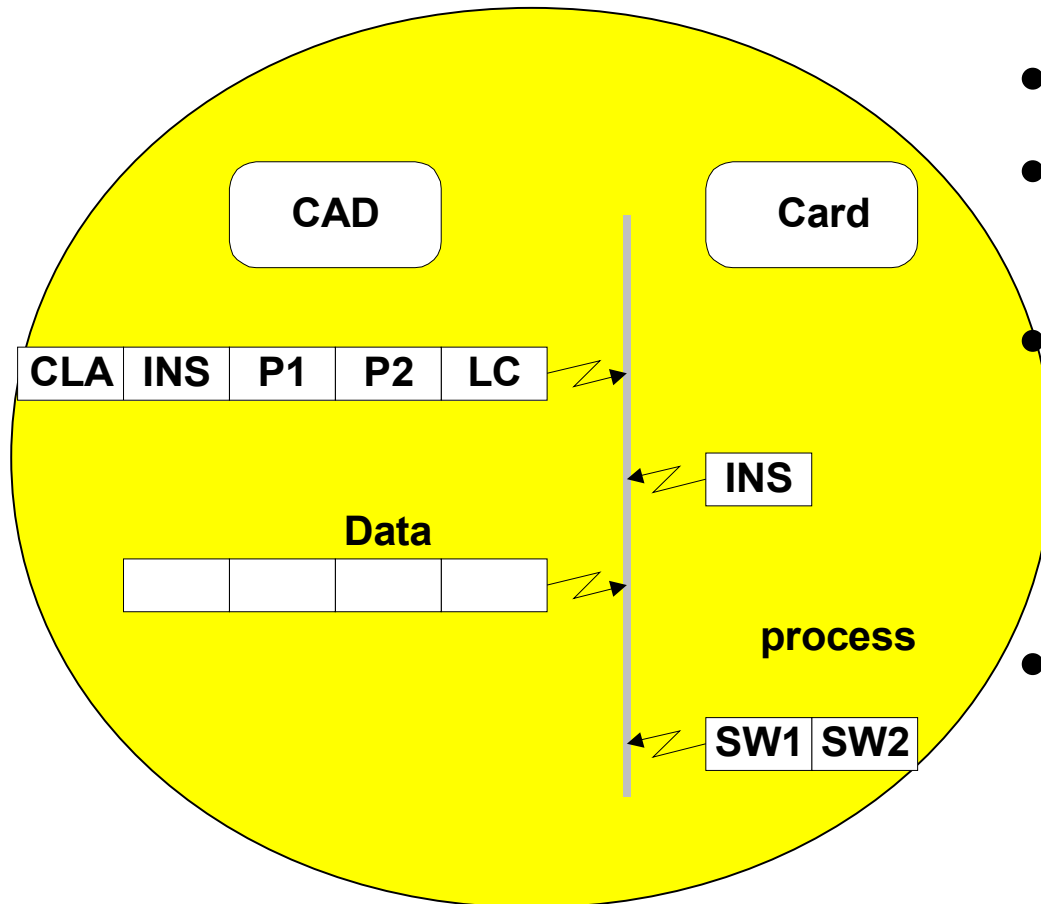 CAD Card
CLA INS P1 P2 LC
INS
Data
process
SW1 SW2